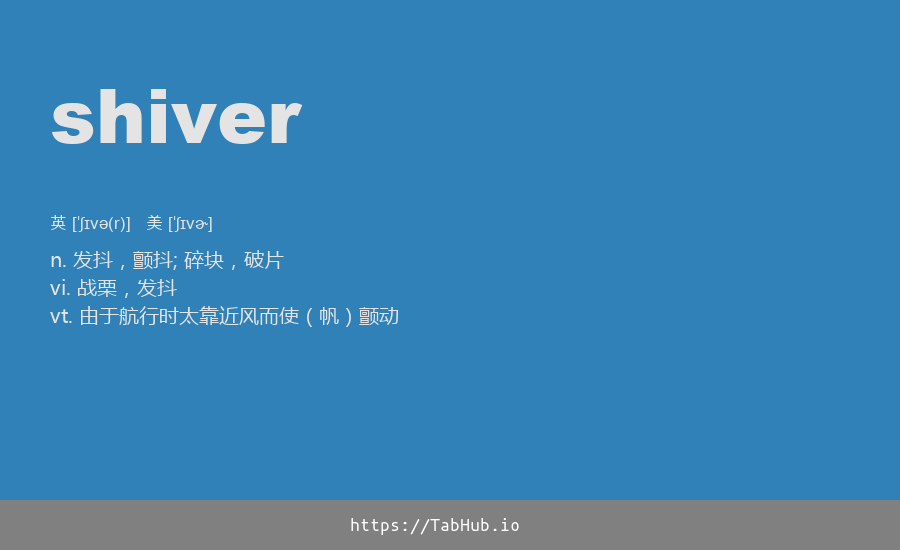 shiver
英 [ˈʃɪvə(r)] 美 [ˈʃɪvɚ]
n. 发抖，颤抖; 碎块，破片
vi. 战栗，发抖
vt. 由于航行时太靠近风而使（帆）颤动
https://TabHub.io